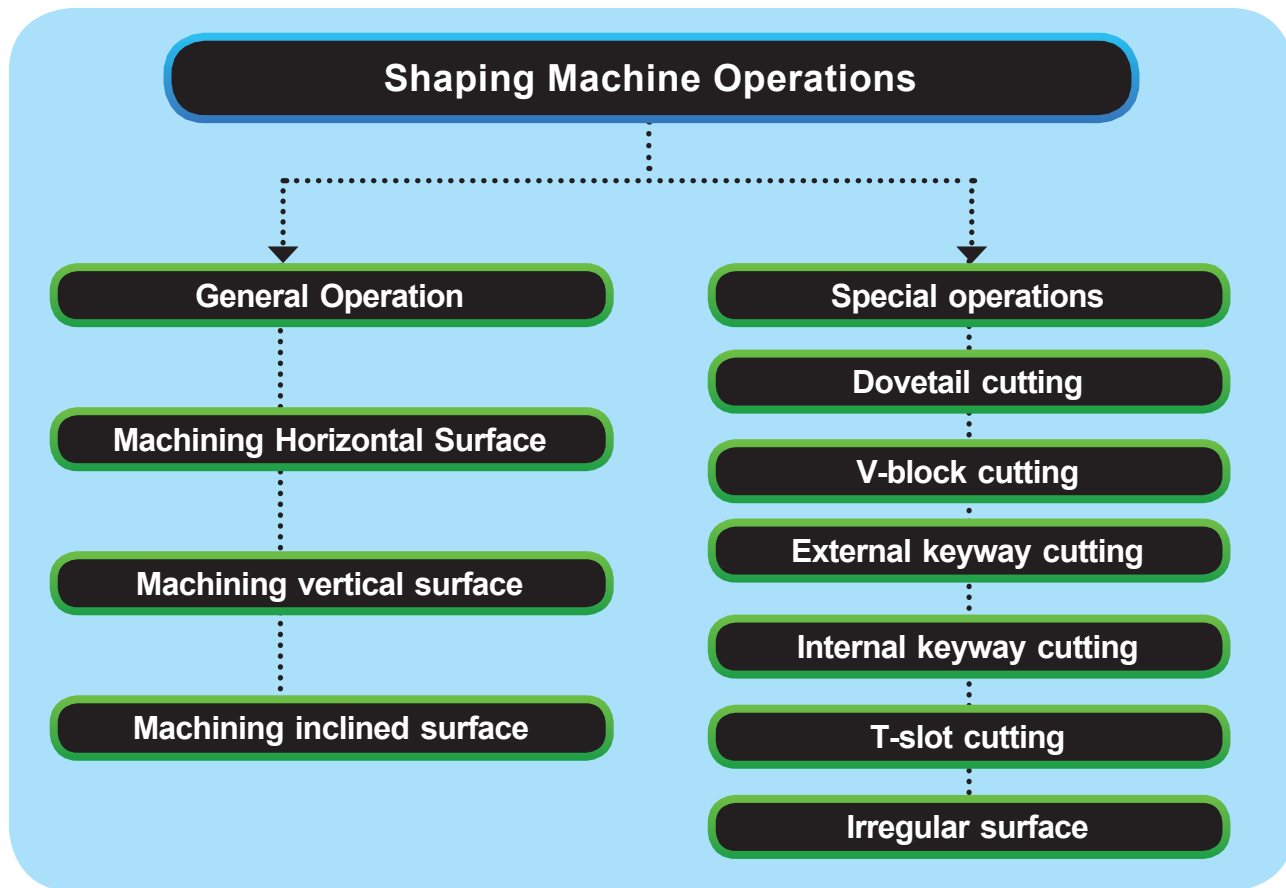 Shaping Machine Operations
General Operation
Machining Horizontal Surface
Machining vertical surface
Machining inclined surface
Special operations
Dovetail cutting
V-block cutting
External keyway cutting
Internal keyway cutting
T-slot cutting
Irregular surface